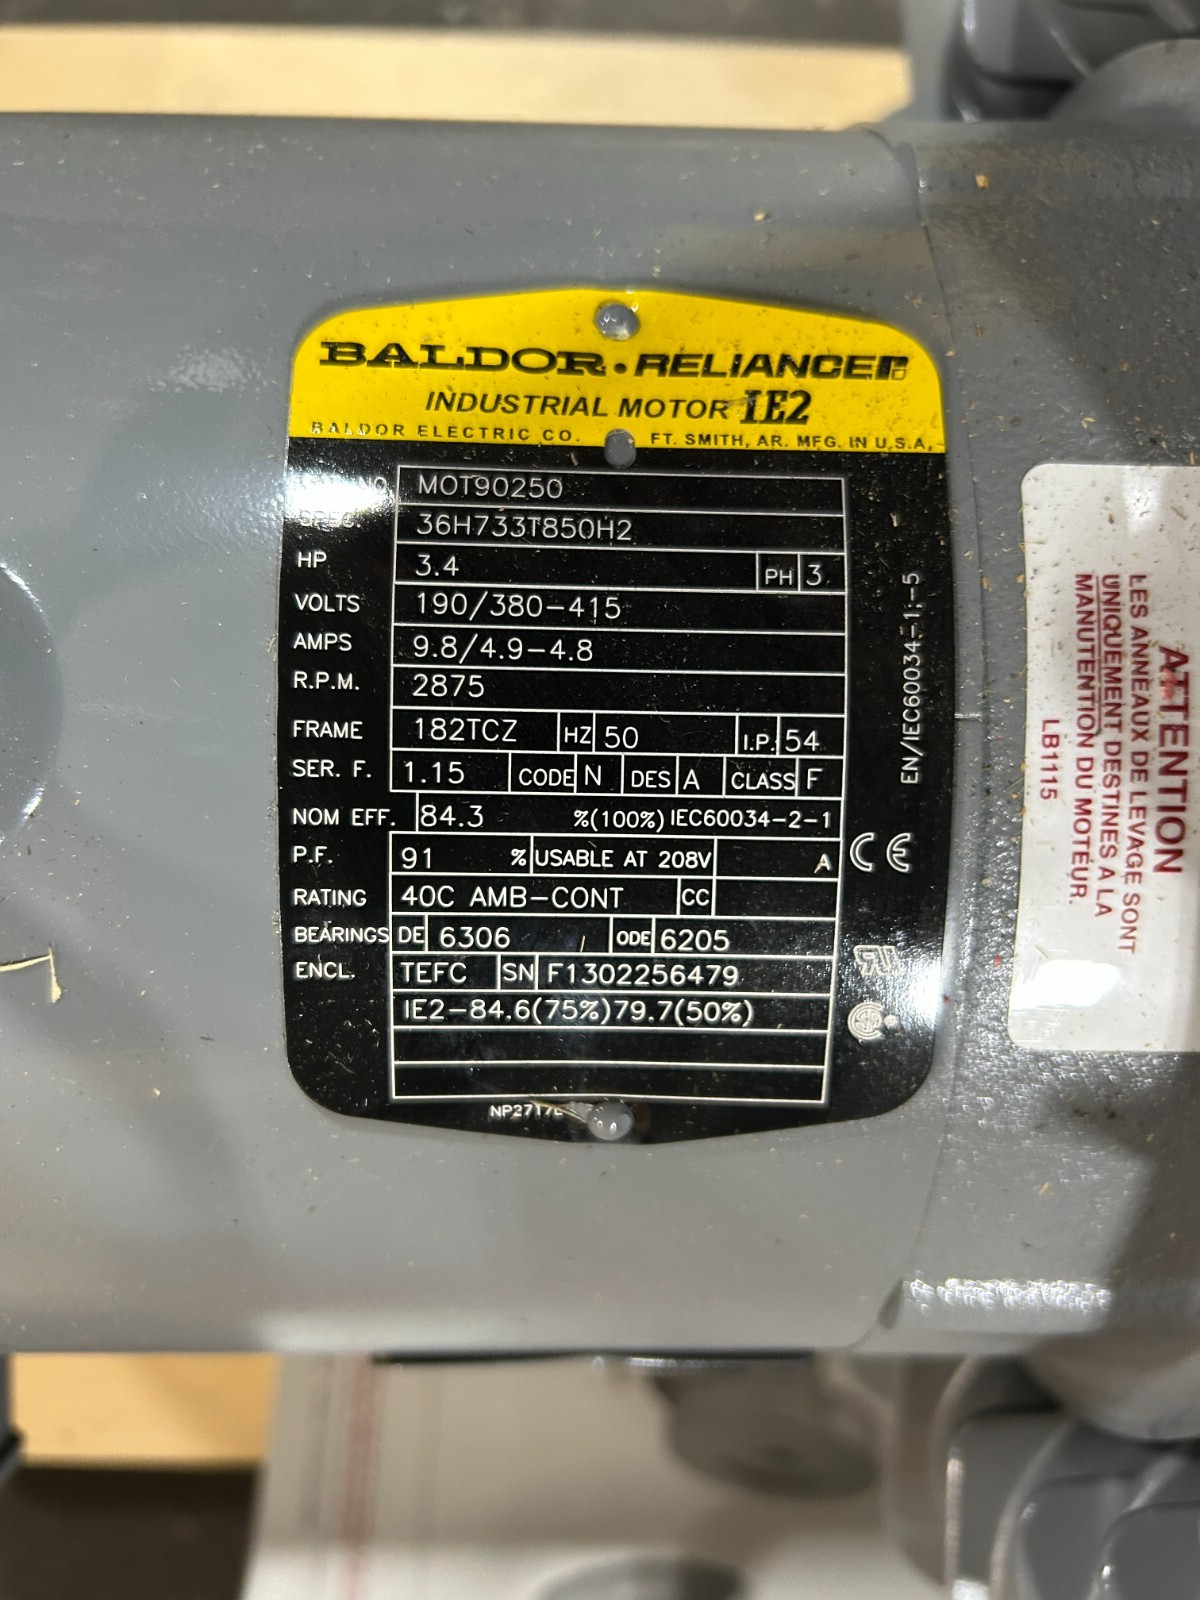 BALDOR • RELIANCE
INDUSTRIAL MOTOR IE2
BALDOR ELECTRIC CO. FT. SMITH, AR. MFG. IN U.S.A.
NO. MOT90250
SPEC. 36H733T850H2
HP 3.4 PH 3
VOLTS 190/380-415
AMPS 9.8/4.9-4.8
R.P.M. 2875
FRAME 182TCZ HZ 50 I.P. 54
SER. F. 1.15 CODE N DES A CLASS F
NOM EFF. 84.3 %(100%) IEC60034-2-1
P.F. 91 % USABLE AT 208V A
RATING 40C AMB-CONT CC
BEARINGS DE 6306 ODE 6205
ENCL. TEFC SN F1302256479
IE2-84.6(75%)79.7(50%)
EN/IEC60034-1;-5
CE
ATTENTION
LES ANNEAUX DE LEVAGE SONT
UNIQUEMENT DESTINES A LA
MANUTENTION DU MOTEUR.
LB1115